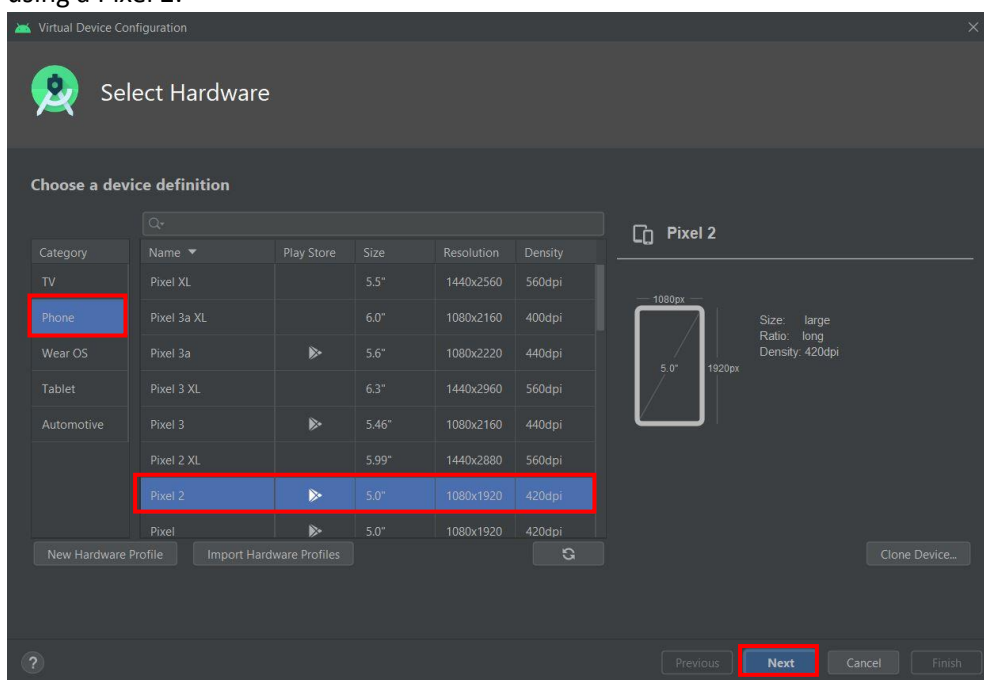 using a Pixel 2.
Virtual Device Configuration
Select Hardware
Choose a device definition
Category
TV
Phone
Wear OS
Tablet
Automotive
Name Play Store Size Resolution Density
Pixel XL 5.5" 1440x2560 560dpi
Pixel 3a XL 6.0" 1080x2160 400dpi
Pixel 3a 5.6" 1080x2220 440dpi
Pixel 3 XL 6.3" 1440x2960 560dpi
Pixel 3 5.46" 1080x2160 440dpi
Pixel 2 XL 5.99" 1440x2880 560dpi
Pixel 2 5.0" 1080x1920 420dpi
Pixel 5.0" 1080x1920 420dpi
New Hardware Profile Import Hardware Profiles
Pixel 2
1080px
5.0"
1920px
Size: large
Ratio: long
Density: 420dpi
Clone Device...
? Previous Next Cancel Finish